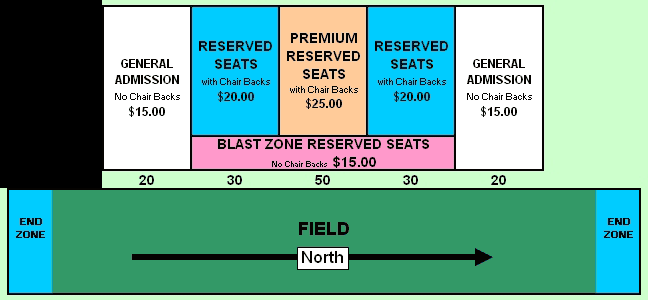 GENERAL
ADMISSION
No Chair Backs
$15.00
RESERVED
SEATS
with Chair Backs
$20.00
PREMIUM
RESERVED
SEATS
with Chair Backs
$25.00
RESERVED
SEATS
with Chair Backs
$20.00
GENERAL
ADMISSION
No Chair Backs
$15.00
BLAST ZONE RESERVED SEATS
No Chair Backs $15.00
20 30 50 30 20
END
ZONE
FIELD
North
END
ZONE